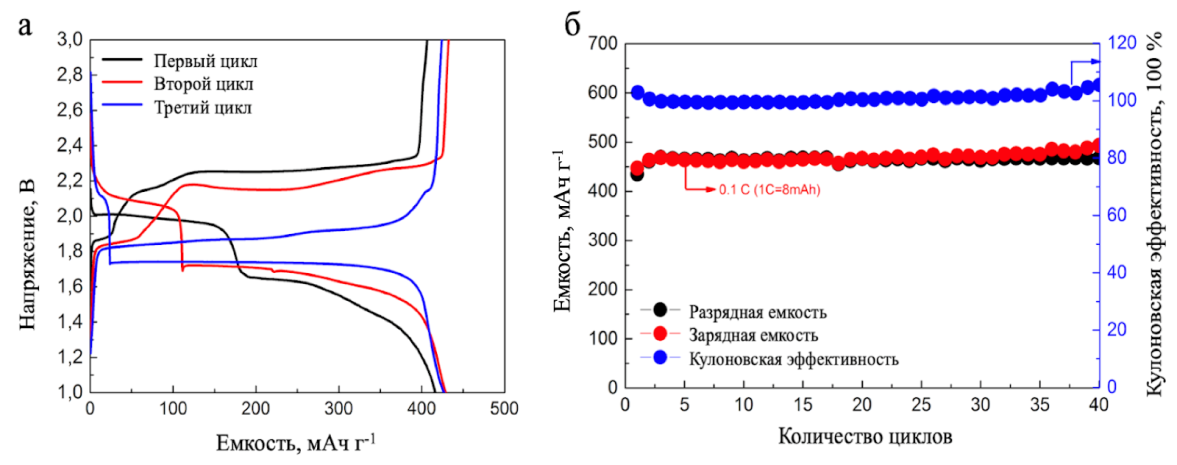 а
3,0
2,8
2,4
2,2
2,0
1,8
1,6
1,4
1,2
1,0
Напряжение, В
Первый цикл
Второй цикл
Третий цикл
0 100 200 300 400 500
Емкость, мАч г-1
б
700
600
500
400
300
200
100
0
Емкость, мАч г-1
0.1 C (1C=8mAh)
Разрядная емкость
Зарядная емкость
Кулоновская эффективность
0 5 10 15 20 25 30 35 40
Количество циклов
120
100
80
60
40
20
0
Кулоновская эффективность, 100 %